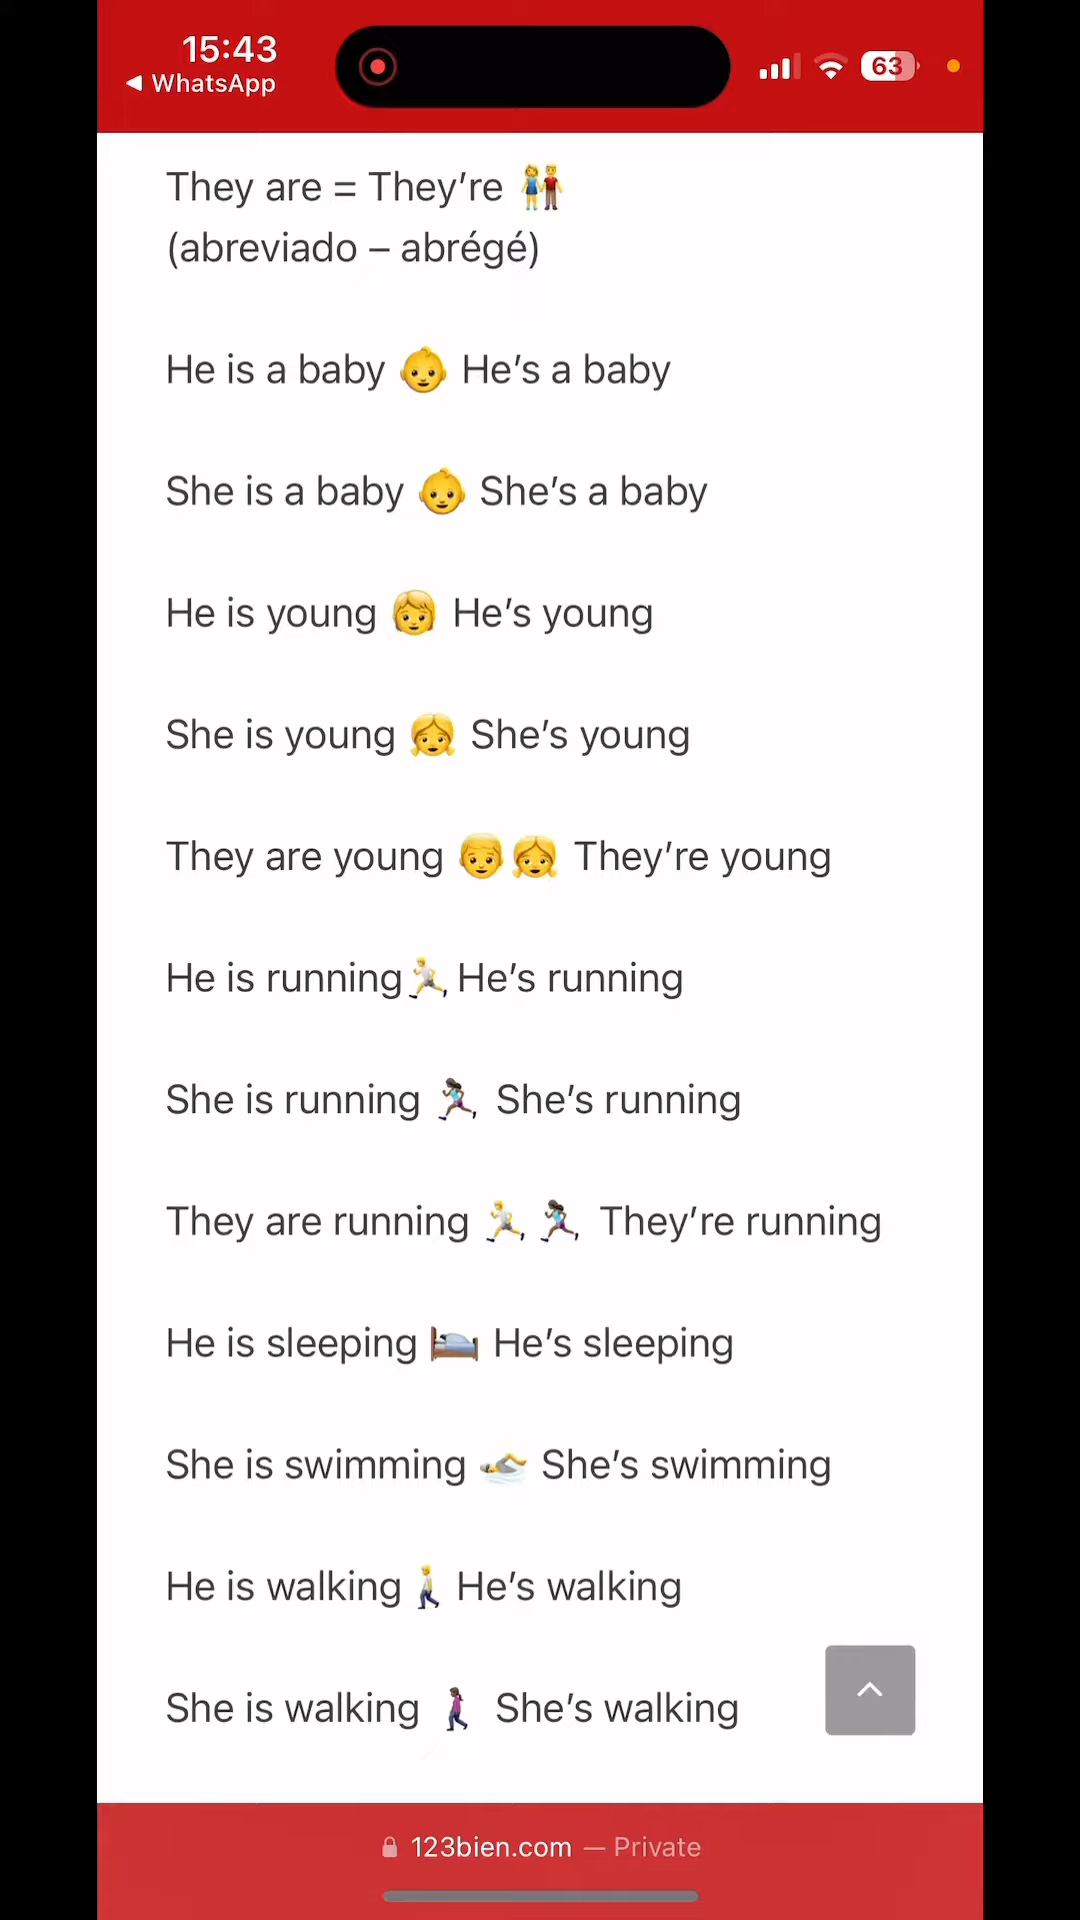 15:43
◀ WhatsApp
63
They are = They’re 👫
(abreviado – abrégé)
He is a baby 👶 He’s a baby
She is a baby 👶 She’s a baby
He is young 🧒 He’s young
She is young 👧 She’s young
They are young 👦👧 They’re young
He is running🏃 He’s running
She is running 🏃🏿‍♀️ She’s running
They are running 🏃 🏃🏿‍♀️ They’re running
He is sleeping 🛌 He’s sleeping
She is swimming 🏊 She’s swimming
He is walking 🚶 He’s walking
She is walking 🚶🏿‍♀️ She’s walking
123bien.com — Private